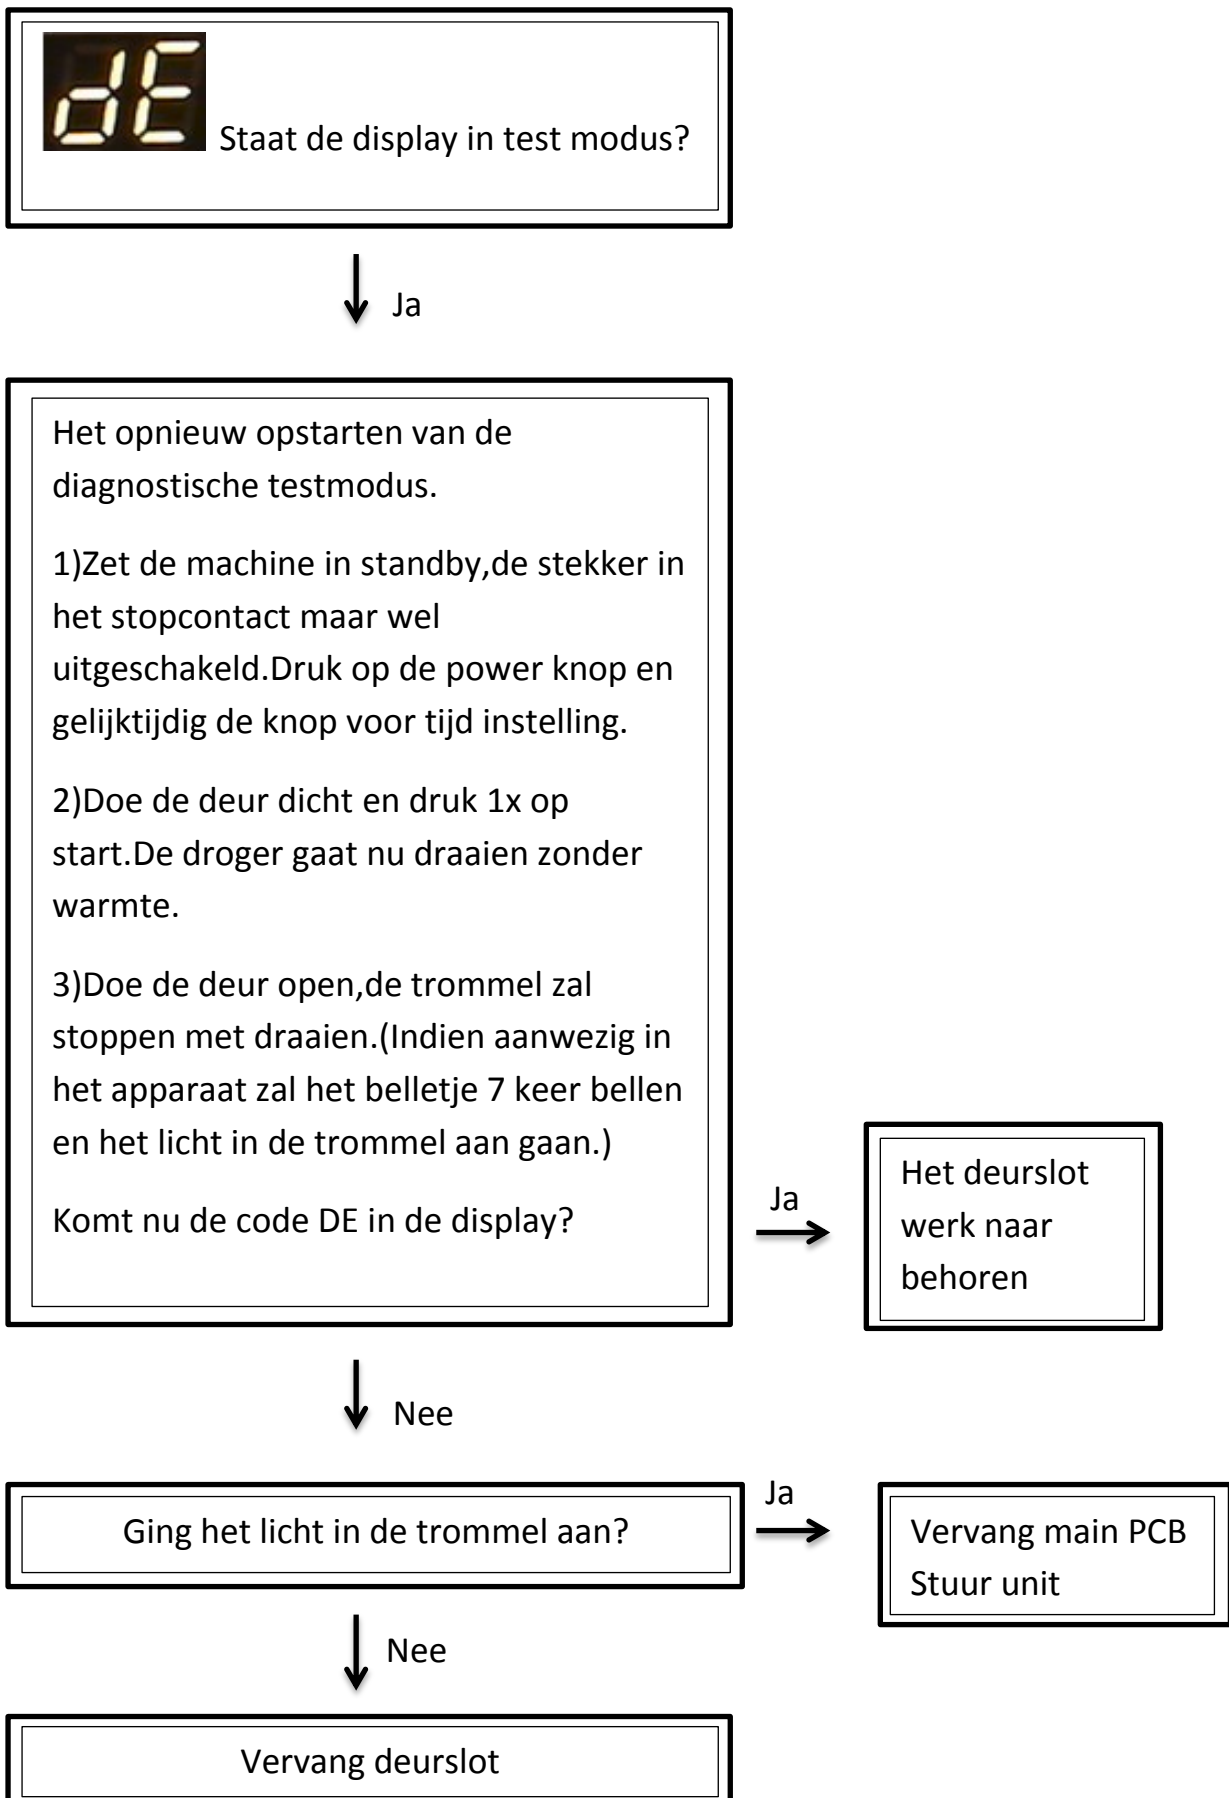 dE
Staat de display in test modus?
Ja
Het opnieuw opstarten van de
diagnostische testmodus.
1)Zet de machine in standby,de stekker in
het stopcontact maar wel
uitgeschakeld.Druk op de power knop en
gelijktijdig de knop voor tijd instelling.
2)Doe de deur dicht en druk 1x op
start.De droger gaat nu draaien zonder
warmte.
3)Doe de deur open,de trommel zal
stoppen met draaien.(Indien aanwezig in
het apparaat zal het belletje 7 keer bellen
en het licht in de trommel aan gaan.)
Komt nu de code DE in de display?
Ja
Het deurslot
werk naar
behoren
Nee
Ging het licht in de trommel aan?
Ja
Vervang main PCB
Stuur unit
Nee
Vervang deurslot